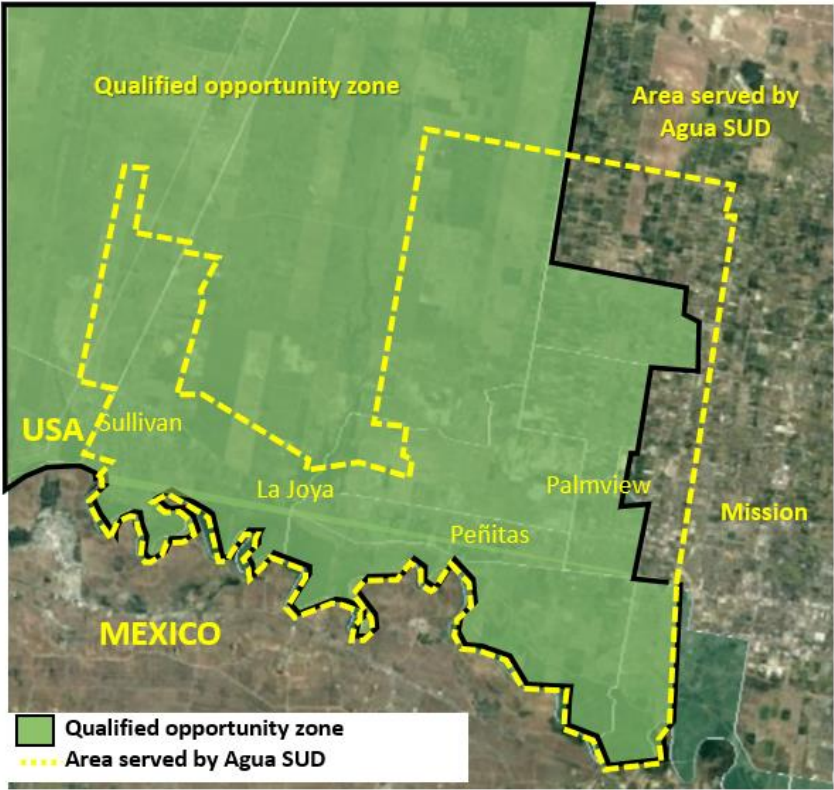 Qualified opportunity zone
Area served by
Agua SUD
USA
Sullivan
La Joya
Palmview
Peñitas
Mission
MEXICO
Qualified opportunity zone
Area served by Agua SUD